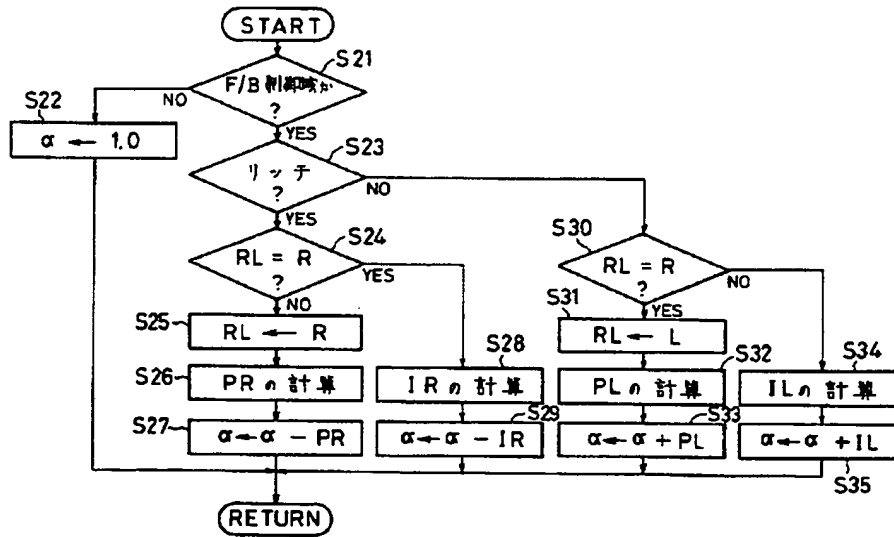 START
S21
F/B制御域か
?
NO
YES
S22
α ← 1.0
S23
リッチ
?
NO
YES
S24
RL = R
?
YES
NO
S25
RL ← R
S26
PRの計算
S27
α ← α - PR
S28
IRの計算
S29
α ← α - IR
S30
RL = R
?
NO
YES
S31
RL ← L
S32
PLの計算
S33
α ← α + PL
S34
ILの計算
α ← α + IL
S35
RETURN